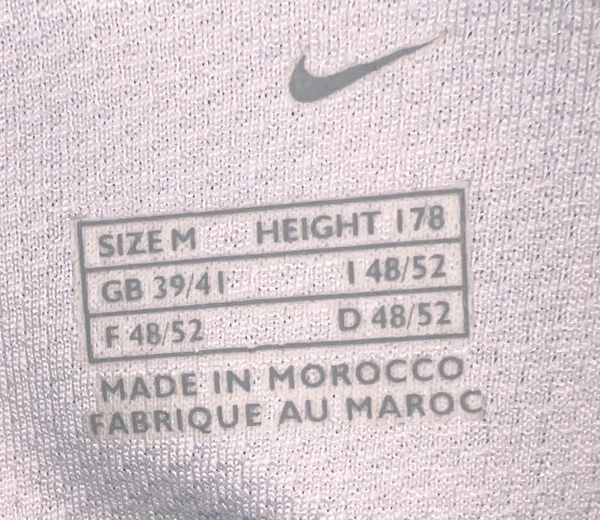 SIZE M HEIGHT 178
GB 39/41 I 48/52
F 48/52 D 48/52
MADE IN MOROCCO
FABRIQUE AU MAROC